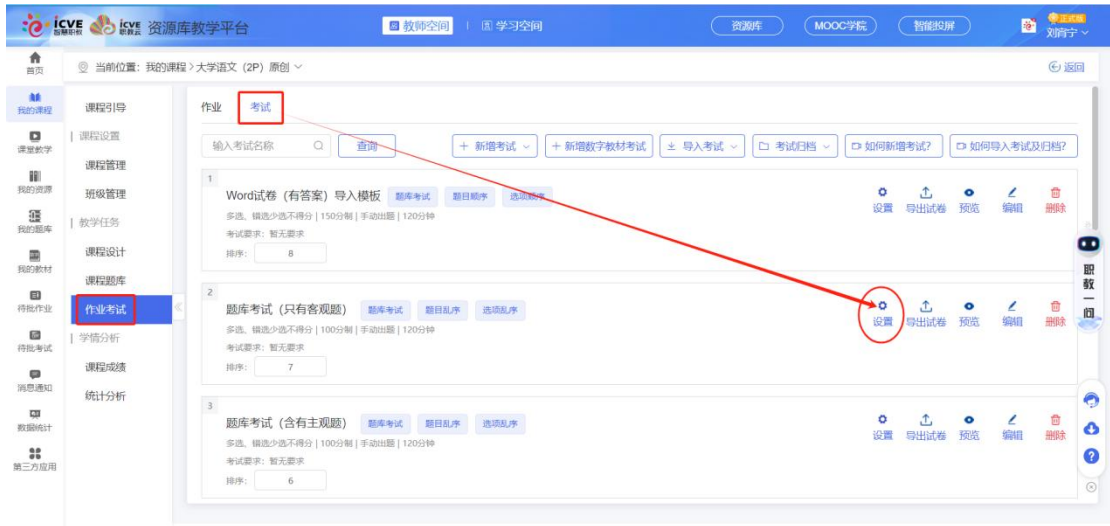 icve 智慧职教 icve 职教云 资源库教学平台
教师空间 学习空间
资源库 MOOC学院 智能投屏
正式版
刘宵宁
首页
我的课程
课堂教学
我的资源
我的题库
我的教材
待批作业
待批考试
消息通知
数据统计
第三方应用
当前位置：我的课程 > 大学语文（2P）原创
返回
课程引导
课程设置
课程管理
班级管理
教学任务
课程设计
课程题库
作业考试
学情分析
课程成绩
统计分析
作业 考试
输入考试名称 查询 + 新增考试 + 新增数字教材考试 导入考试 考试归档 如何新增考试? 如何导入考试及归档?
1
Word试卷（有答案）导入模板 题库考试 题目顺序 选项顺序
多选、错选少选不得分 | 150分制 | 手动出题 | 120分钟
考试要求：暂无要求
排序： 8
设置 导出试卷 预览 编辑 删除
2
题库考试（只有客观题） 题库考试 题目乱序 选项乱序
多选、错选少选不得分 | 100分制 | 手动出题 | 120分钟
考试要求：暂无要求
排序： 7
设置 导出试卷 预览 编辑 删除
3
题库考试（含有主观题） 题库考试 题目乱序 选项乱序
多选、错选少选不得分 | 100分制 | 手动出题 | 120分钟
考试要求：暂无要求
排序： 6
设置 导出试卷 预览 编辑 删除
职教一问